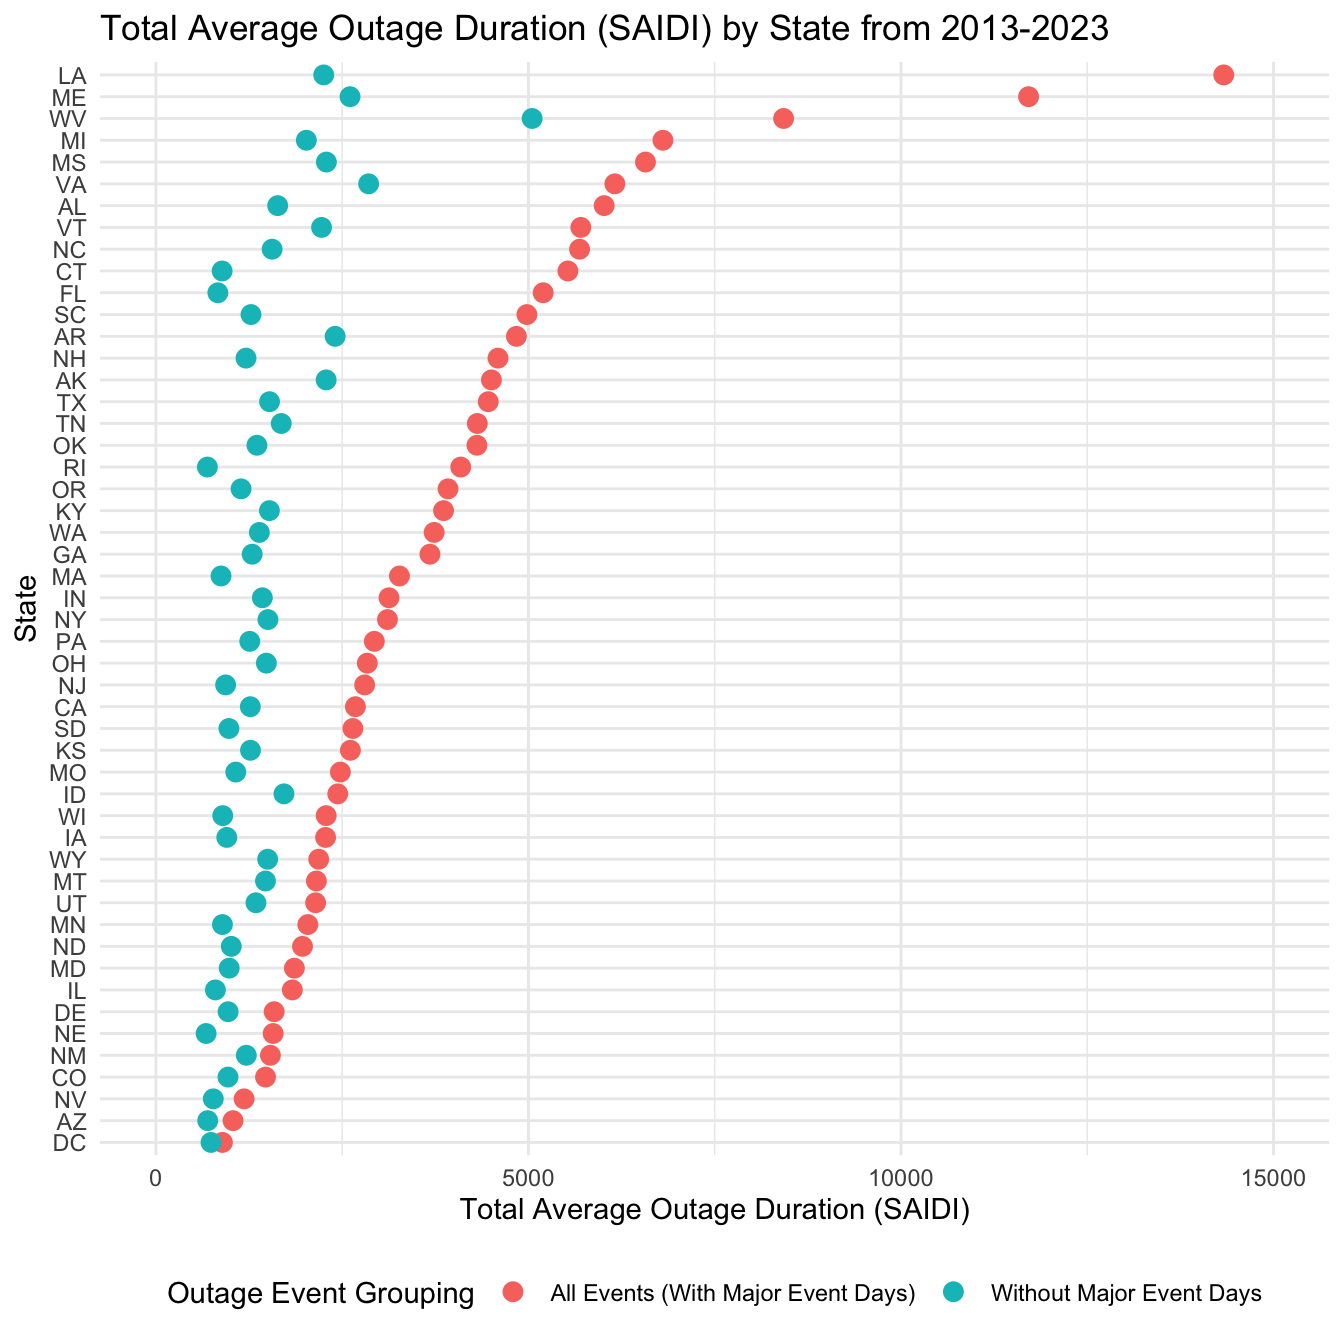 Total Average Outage Duration (SAIDI) by State from 2013-2023
LA
ME
WV
MI
MS
VA
AL
VT
NC
CT
FL
SC
AR
NH
AK
TX
TN
OK
RI
OR
KY
WA
GA
MA
IN
NY
PA
OH
NJ
CA
SD
KS
MO
ID
WI
IA
WY
MT
UT
MN
ND
MD
IL
DE
NE
NM
CO
NV
AZ
DC
State
0 5000 10000 15000
Total Average Outage Duration (SAIDI)
Outage Event Grouping All Events (With Major Event Days) Without Major Event Days